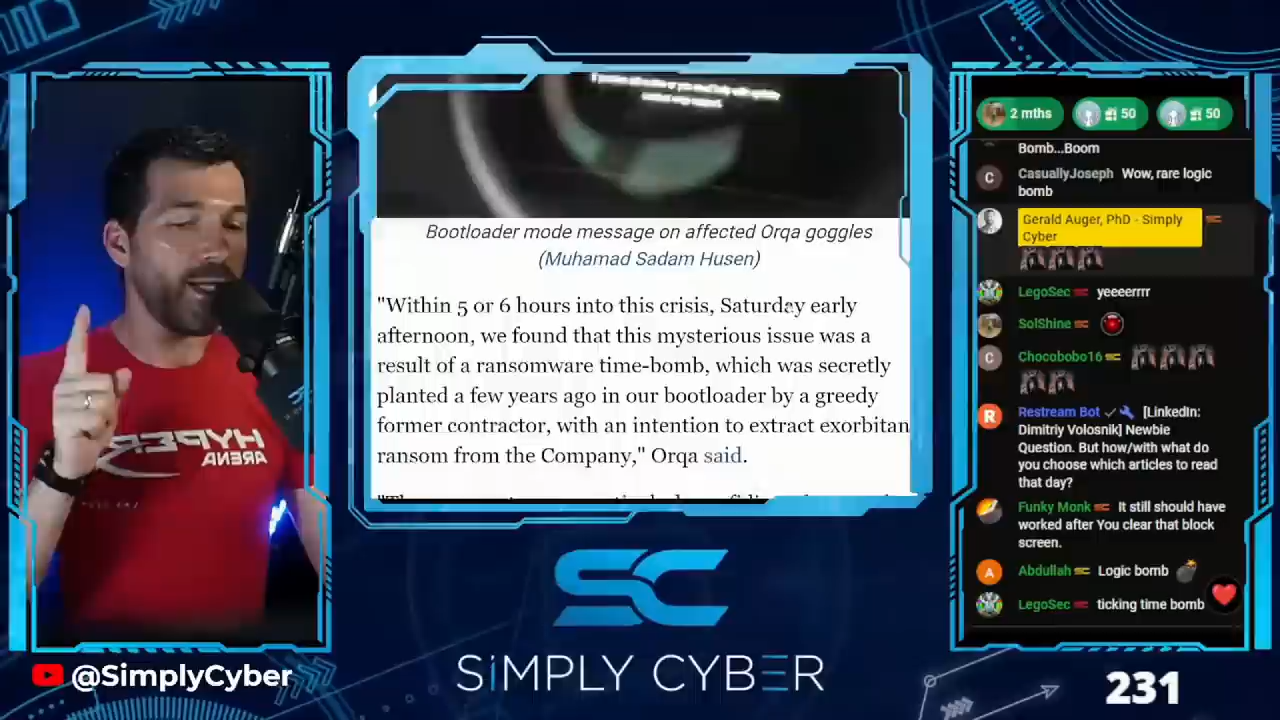 Bootloader mode message on affected Orqa goggles
(Muhamad Sadam Husen)
"Within 5 or 6 hours into this crisis, Saturday early
afternoon, we found that this mysterious issue was a
result of a ransomware time-bomb, which was secretly
planted a few years ago in our bootloader by a greedy
former contractor, with an intention to extract exorbitan
ransom from the Company," Orqa said.
HYPER
ARENA
SC
SIMPLY CYBER
@SimplyCyber
2 mths
50
50
Bomb...Boom
C
CasuallyJoseph Wow, rare logic
bomb
Gerald Auger, PhD - Simply
Cyber
LegoSec yeeeerrrr
SolShine
C
Chocobobo16
R
Restream Bot [LinkedIn:
Dimitriy Volosnik] Newbie
Question. But how/with what do
you choose which articles to read
that day?
Funky Monk It still should have
worked after You clear that block
screen.
A
Abdullah Logic bomb
LegoSec ticking time bomb
231